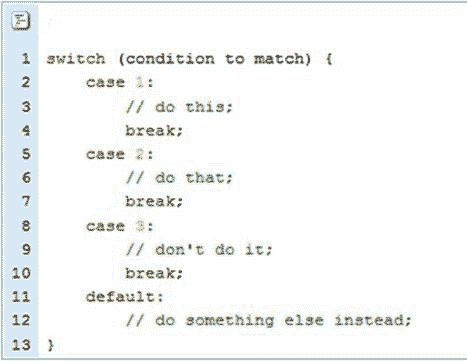 1 switch (condition to match) {
2 case 1:
3 // do this;
4 break;
5 case 2:
6 // do that;
7 break;
8 case 3:
9 // don't do it;
10 break;
11 default:
12 // do something else instead;
13 }